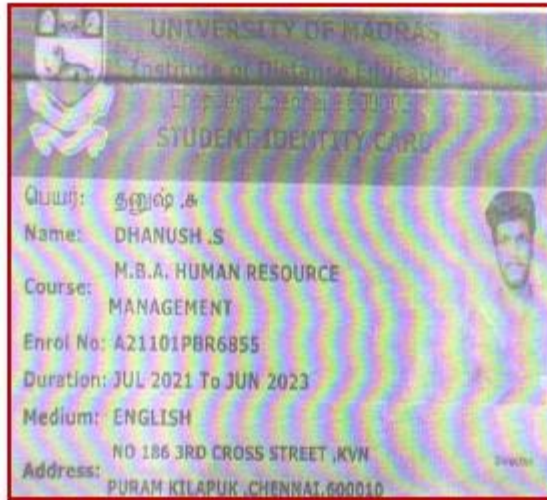 UNIVERSITY OF MADRAS
Institute of Distance Education
STUDENT IDENTITY CARD
பெயர்: தனுஷ் .சு
Name: DHANUSH .S
Course: M.B.A. HUMAN RESOURCE
MANAGEMENT
Enrol No: A21101PBR6855
Duration: JUL 2021 To JUN 2023
Medium: ENGLISH
Address: NO 186 3RD CROSS STREET ,KVN
PURAM KILAPUK ,CHENNAI,600010
Director